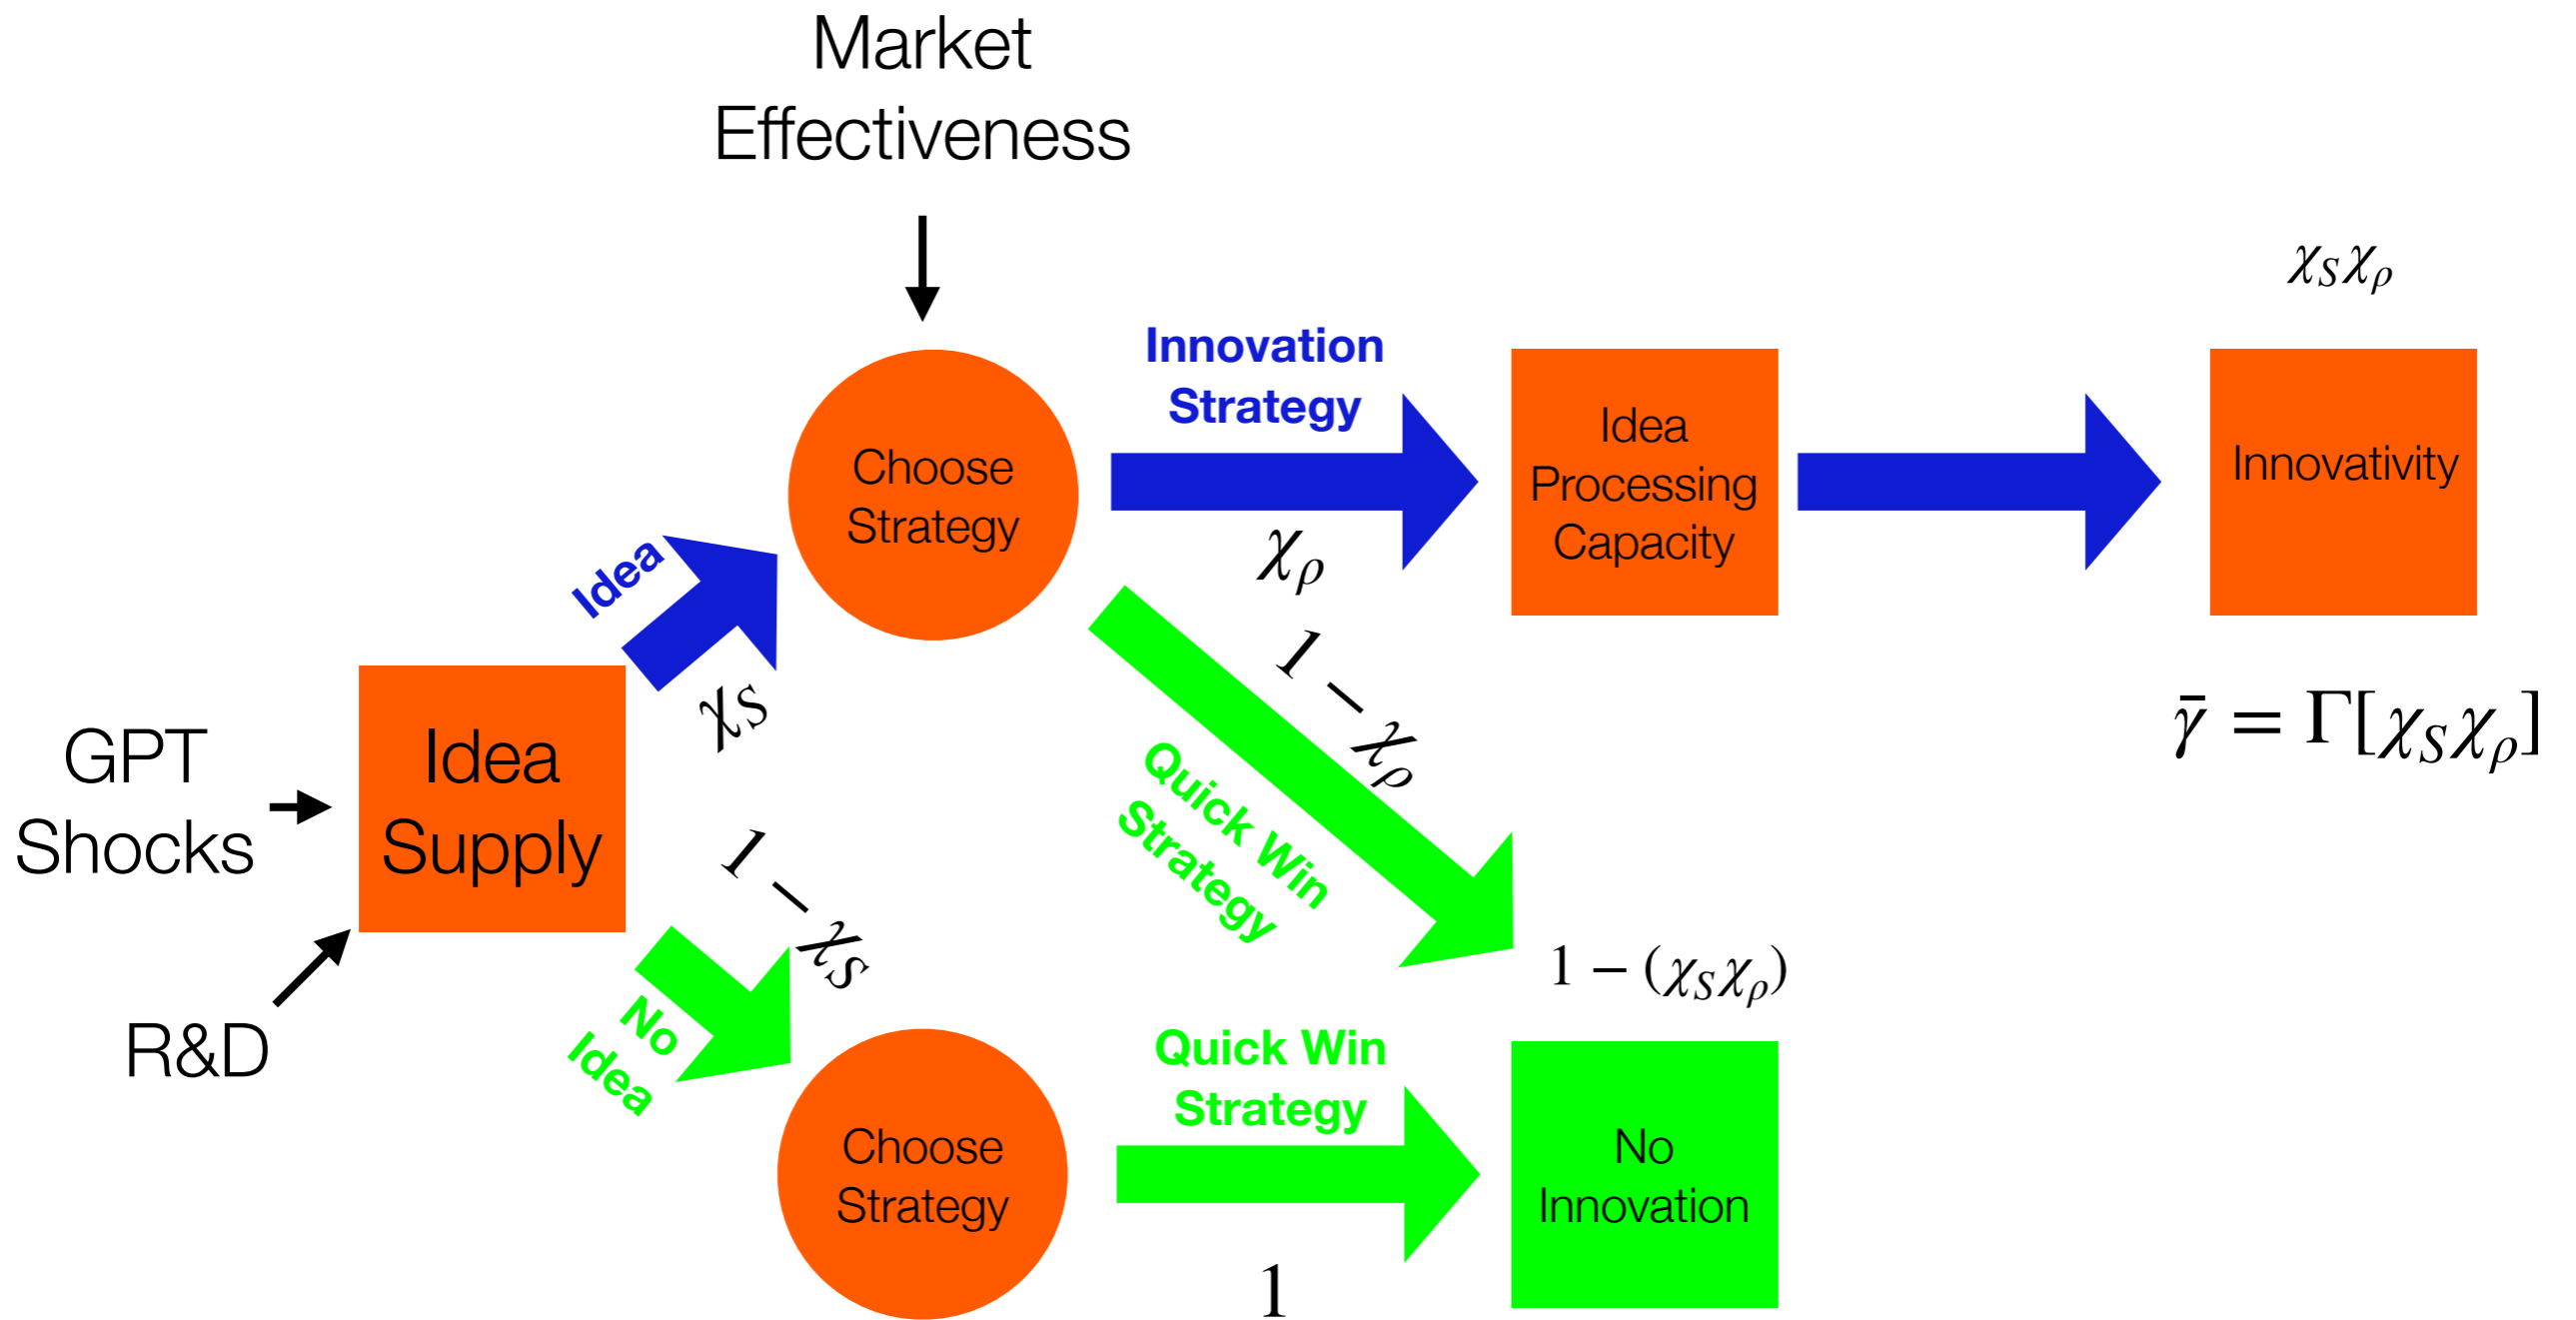 Market
Effectiveness
χ_S χ_ρ
Innovation
Strategy
Choose
Strategy
Idea
Processing
Capacity
Innovativity
χ_ρ
Idea
χ_S
1 − χ_ρ
Quick Win
Strategy
γ̄ = Γ[χ_S χ_ρ]
GPT
Shocks
Idea
Supply
R&D
1 − χ_S
No
Idea
1 − (χ_S χ_ρ)
Choose
Strategy
Quick Win
Strategy
1
No
Innovation